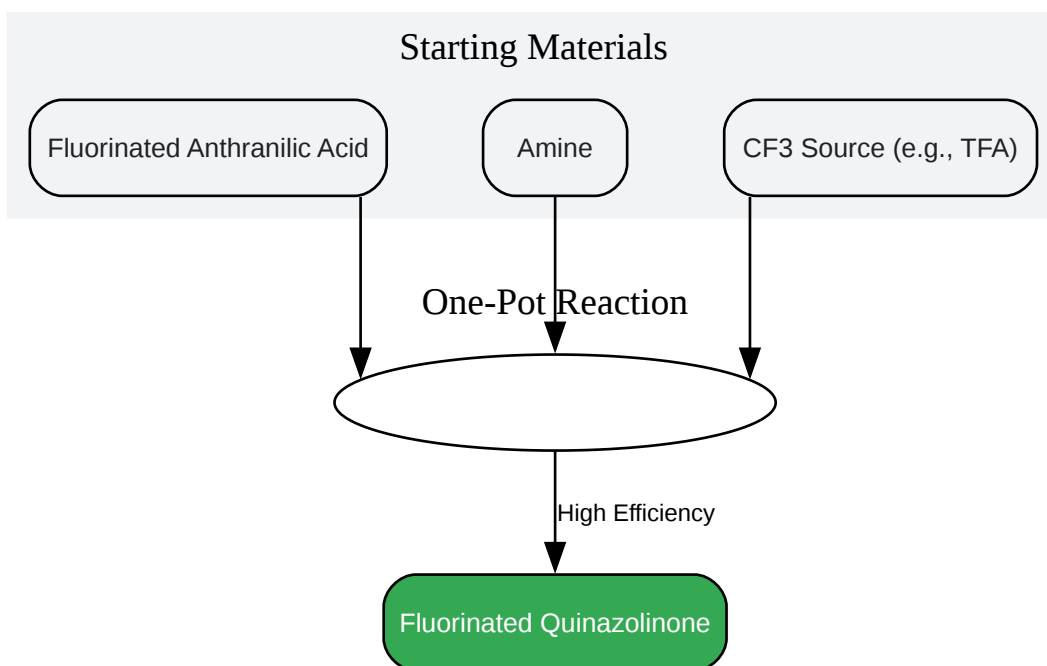 Starting Materials
Fluorinated Anthranilic Acid
Amine
CF3 Source (e.g., TFA)
One-Pot Reaction
High Efficiency
Fluorinated Quinazolinone